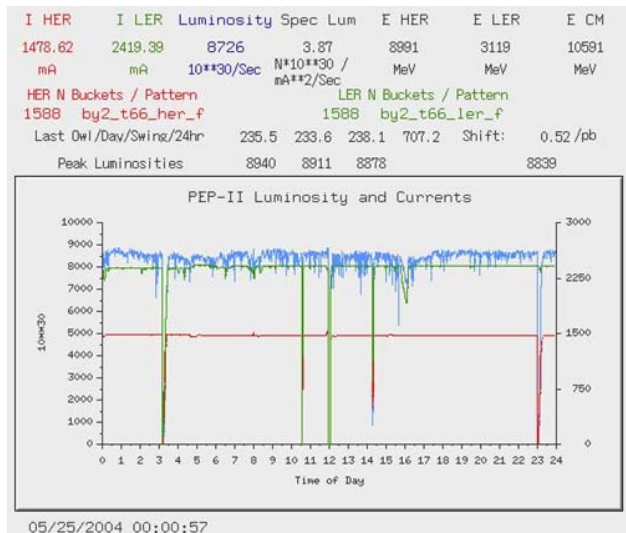 I HER I LER Luminosity Spec Lum E HER E LER E CM
1478.62 2419.39 8726 3.87 8991 3119 10591
mA mA 10**30/Sec N*10**30 / mA**2/Sec MeV MeV MeV
HER N Buckets / Pattern LER N Buckets / Pattern
1588 by2_t66_her_f 1588 by2_t66_ler_f
Last Owl/Day/Swing/24hr 235.5 233.6 238.1 707.2 Shift: 0.52 /pb
Peak Luminosities 8940 8911 8878 8839
PEP-II Luminosity and Currents
10000 3000
9000
8000 2250
7000
6000
5000 1500
4000
3000 750
2000
1000
0 0
10**30
0 1 2 3 4 5 6 7 8 9 10 11 12 13 14 15 16 17 18 19 20 21 22 23 24
Time of Day
05/25/2004 00:00:57